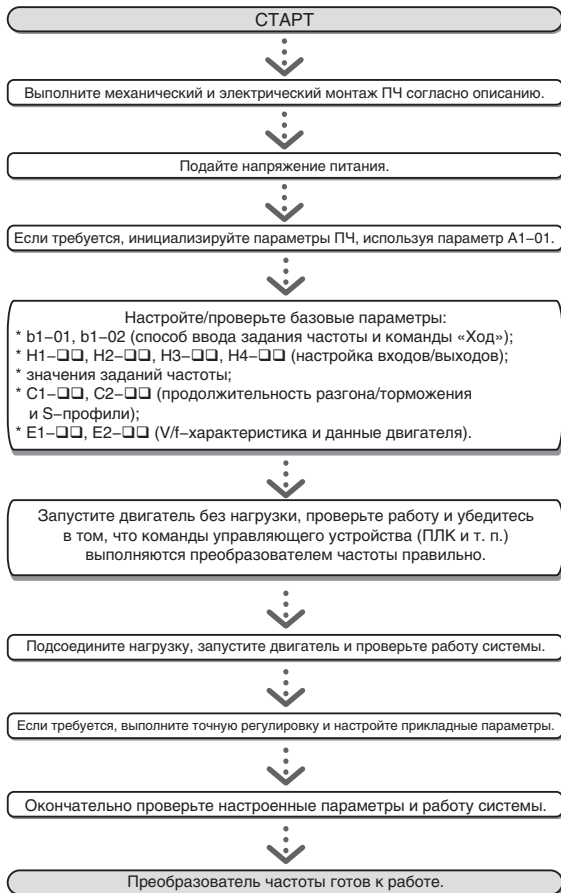 СТАРТ
Выполните механический и электрический монтаж ПЧ согласно описанию.
Подайте напряжение питания.
Если требуется, инициализируйте параметры ПЧ, используя параметр A1–01.
Настройте/проверьте базовые параметры:
* b1–01, b1–02 (способ ввода задания частоты и команды «Ход»);
* H1–❑❑, H2–❑❑, H3–❑❑, H4–❑❑ (настройка входов/выходов);
* значения заданий частоты;
* C1–❑❑, C2–❑❑ (продолжительность разгона/торможения
и S–профили);
* E1–❑❑, E2–❑❑ (V/f–характеристика и данные двигателя).
Запустите двигатель без нагрузки, проверьте работу и убедитесь
в том, что команды управляющего устройства (ПЛК и т. п.)
выполняются преобразователем частоты правильно.
Подсоедините нагрузку, запустите двигатель и проверьте работу системы.
Если требуется, выполните точную регулировку и настройте прикладные параметры.
Окончательно проверьте настроенные параметры и работу системы.
Преобразователь частоты готов к работе.